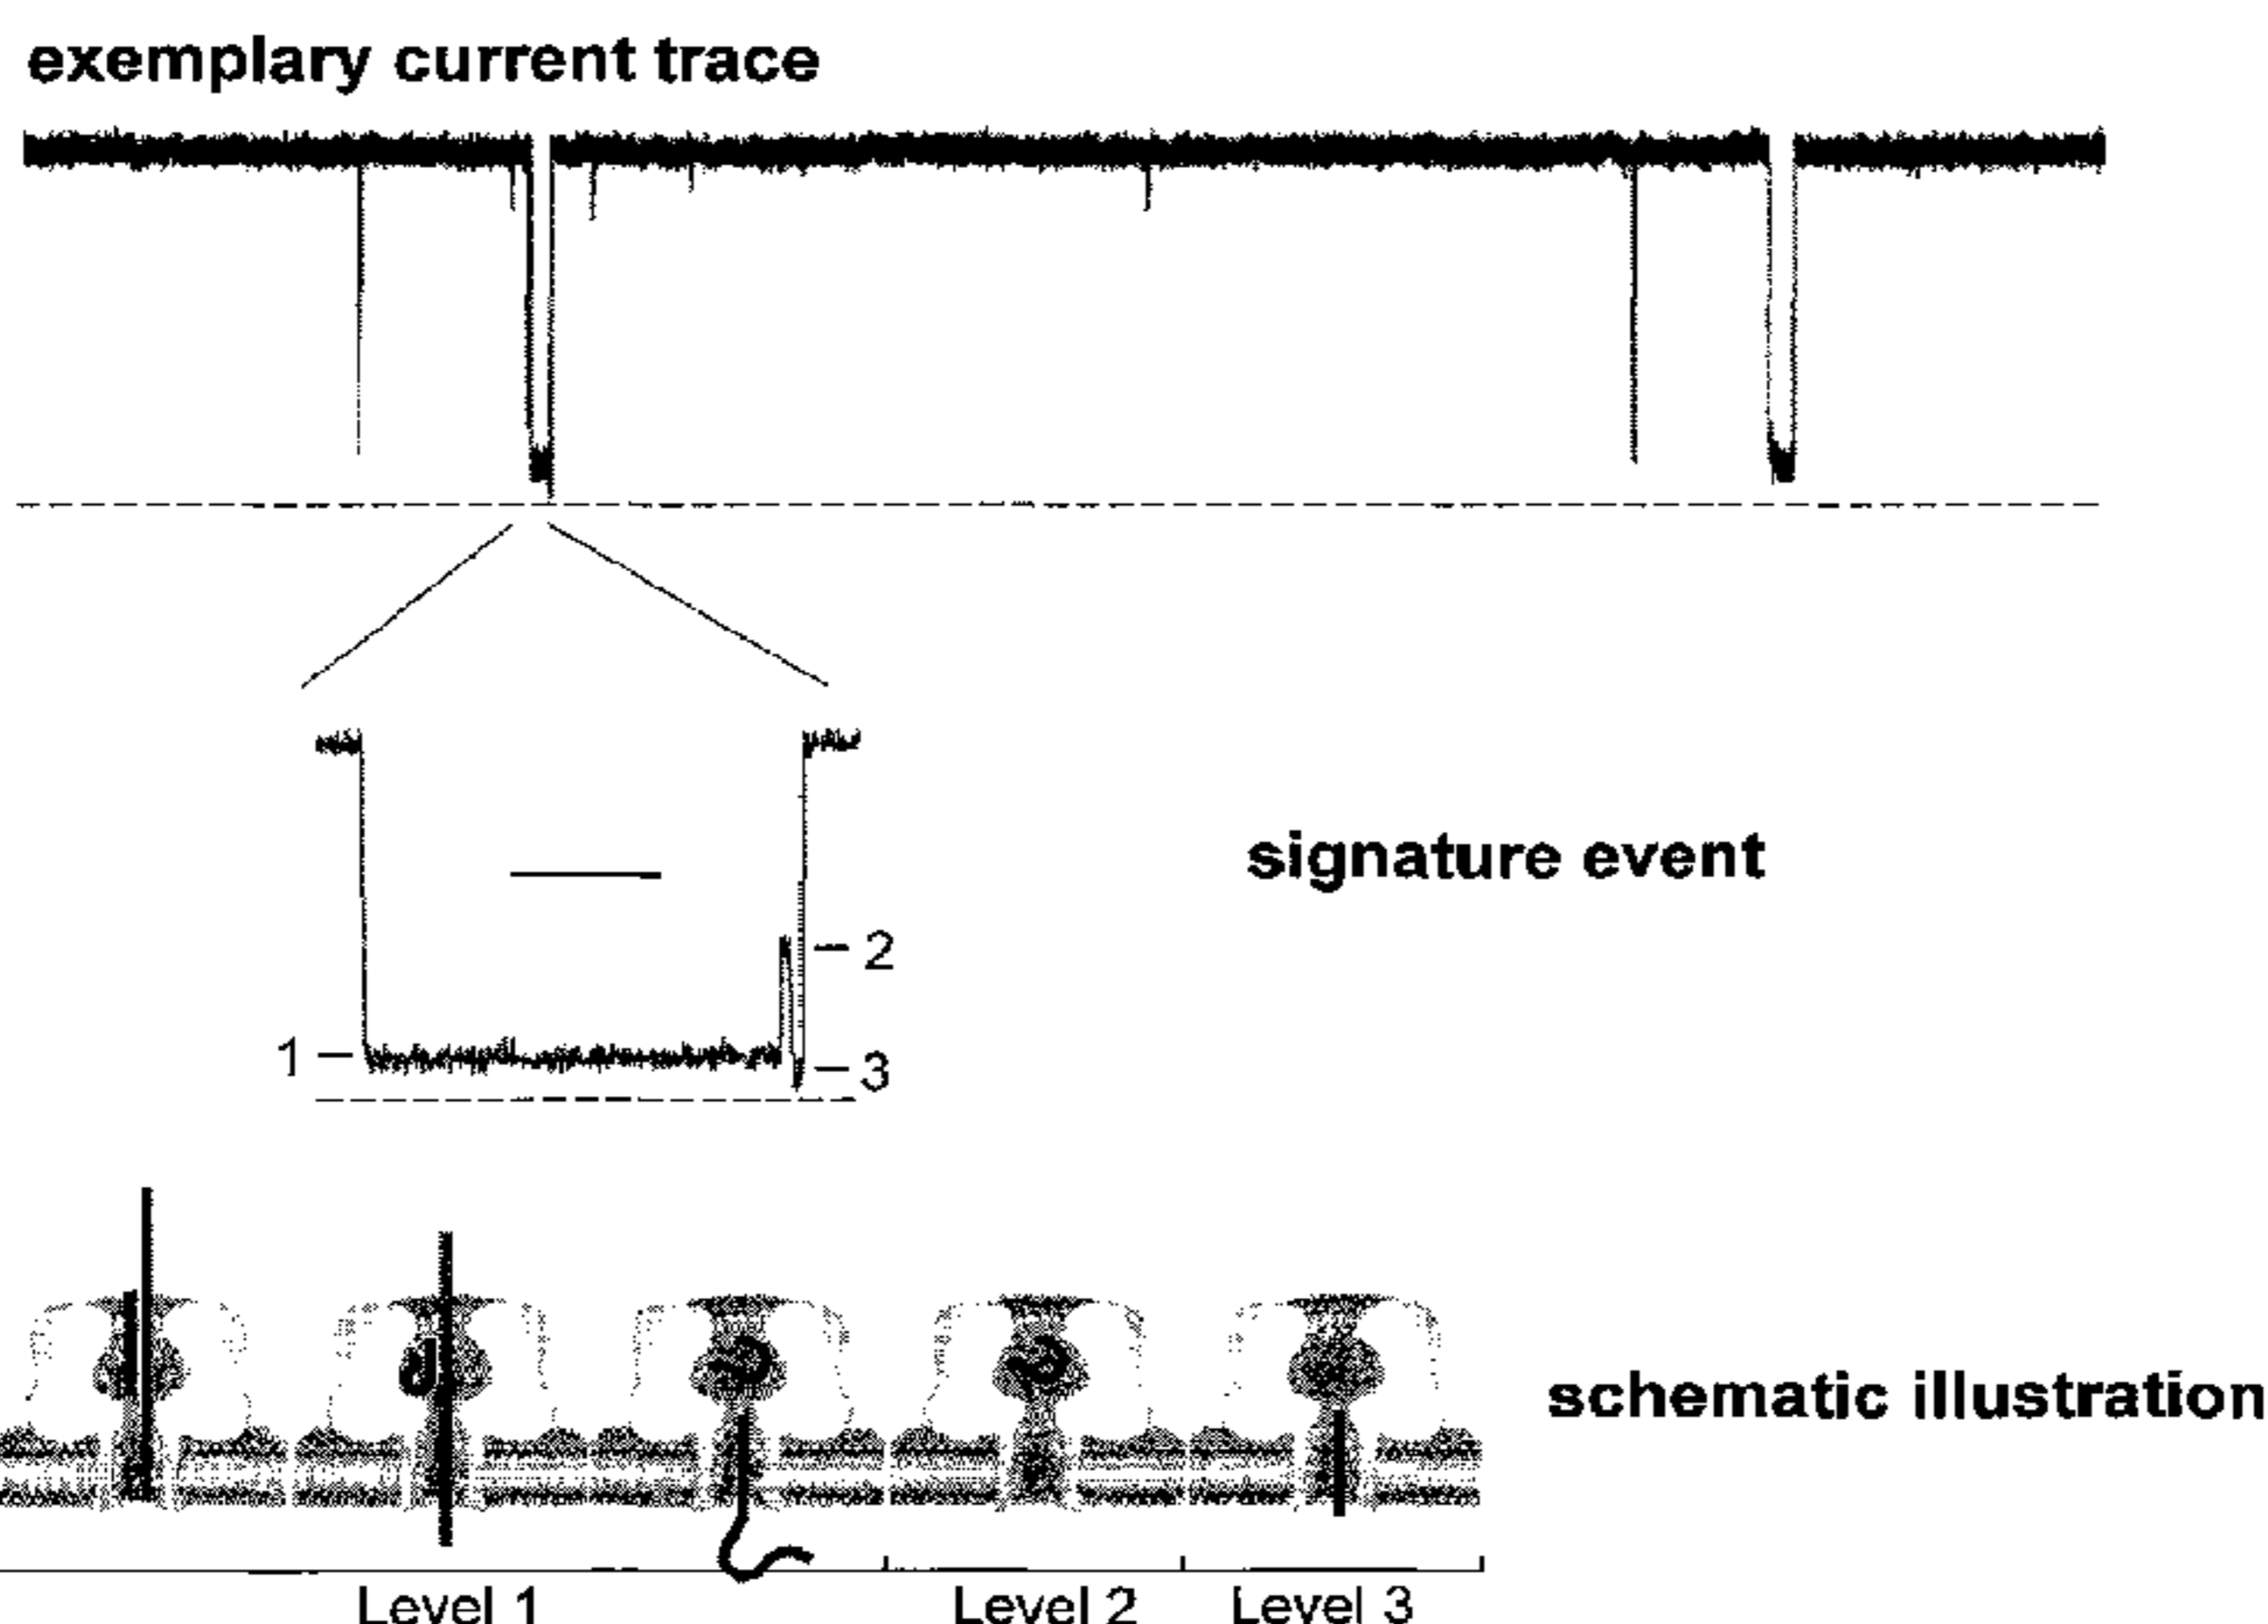 exemplary current trace
signature event
2
1
3
schematic illustration
Level 1
Level 2
Level 3